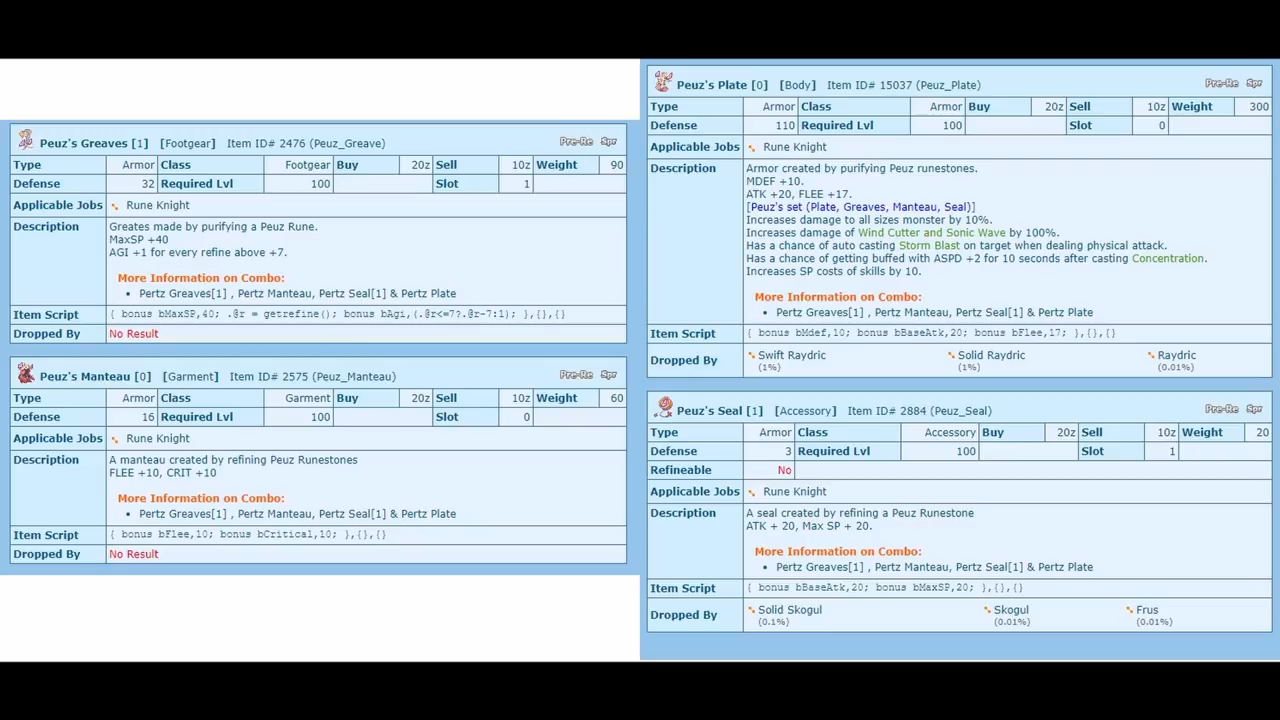 Peuz's Greaves [1] [Footgear] Item ID# 2476 (Peuz_Greave) Pre-Re Spr
Type Armor Class Footgear Buy 20z Sell 10z Weight 90
Defense 32 Required Lvl 100 Slot 1
Applicable Jobs Rune Knight
Description Greates made by purifying a Peuz Rune.
MaxSP +40
AGI +1 for every refine above +7.
More Information on Combo:
• Pertz Greaves[1] , Pertz Manteau, Pertz Seal[1] & Pertz Plate
Item Script { bonus bMaxSP,40; .@r = getrefine(); bonus bAgi,(.@r<=7?.@r-7:1); },{},{}
Dropped By No Result
Peuz's Manteau [0] [Garment] Item ID# 2575 (Peuz_Manteau) Pre-Re Spr
Type Armor Class Garment Buy 20z Sell 10z Weight 60
Defense 16 Required Lvl 100 Slot 0
Applicable Jobs Rune Knight
Description A manteau created by refining Peuz Runestones
FLEE +10, CRIT +10
More Information on Combo:
• Pertz Greaves[1] , Pertz Manteau, Pertz Seal[1] & Pertz Plate
Item Script { bonus bFlee,10; bonus bCritical,10; },{},{}
Dropped By No Result
Peuz's Plate [0] [Body] Item ID# 15037 (Peuz_Plate) Pre-Re Spr
Type Armor Class Armor Buy 20z Sell 10z Weight 300
Defense 110 Required Lvl 100 Slot 0
Applicable Jobs Rune Knight
Description Armor created by purifying Peuz runestones.
MDEF +10.
ATK +20, FLEE +17.
[Peuz's set (Plate, Greaves, Manteau, Seal)]
Increases damage to all sizes monster by 10%.
Increases damage of Wind Cutter and Sonic Wave by 100%.
Has a chance of auto casting Storm Blast on target when dealing physical attack.
Has a chance of getting buffed with ASPD +2 for 10 seconds after casting Concentration.
Increases SP costs of skills by 10.
More Information on Combo:
• Pertz Greaves[1] , Pertz Manteau, Pertz Seal[1] & Pertz Plate
Item Script { bonus bMdef,10; bonus bBaseAtk,20; bonus bFlee,17; },{},{}
Dropped By Swift Raydric Solid Raydric Raydric
(1%) (1%) (0.01%)
Peuz's Seal [1] [Accessory] Item ID# 2884 (Peuz_Seal) Pre-Re Spr
Type Armor Class Accessory Buy 20z Sell 10z Weight 20
Defense 3 Required Lvl 100 Slot 1
Refineable No
Applicable Jobs Rune Knight
Description A seal created by refining a Peuz Runestone
ATK + 20, Max SP + 20.
More Information on Combo:
• Pertz Greaves[1] , Pertz Manteau, Pertz Seal[1] & Pertz Plate
Item Script { bonus bBaseAtk,20; bonus bMaxSP,20; },{},{}
Dropped By Solid Skogul Skogul Frus
(0.1%) (0.01%) (0.01%)